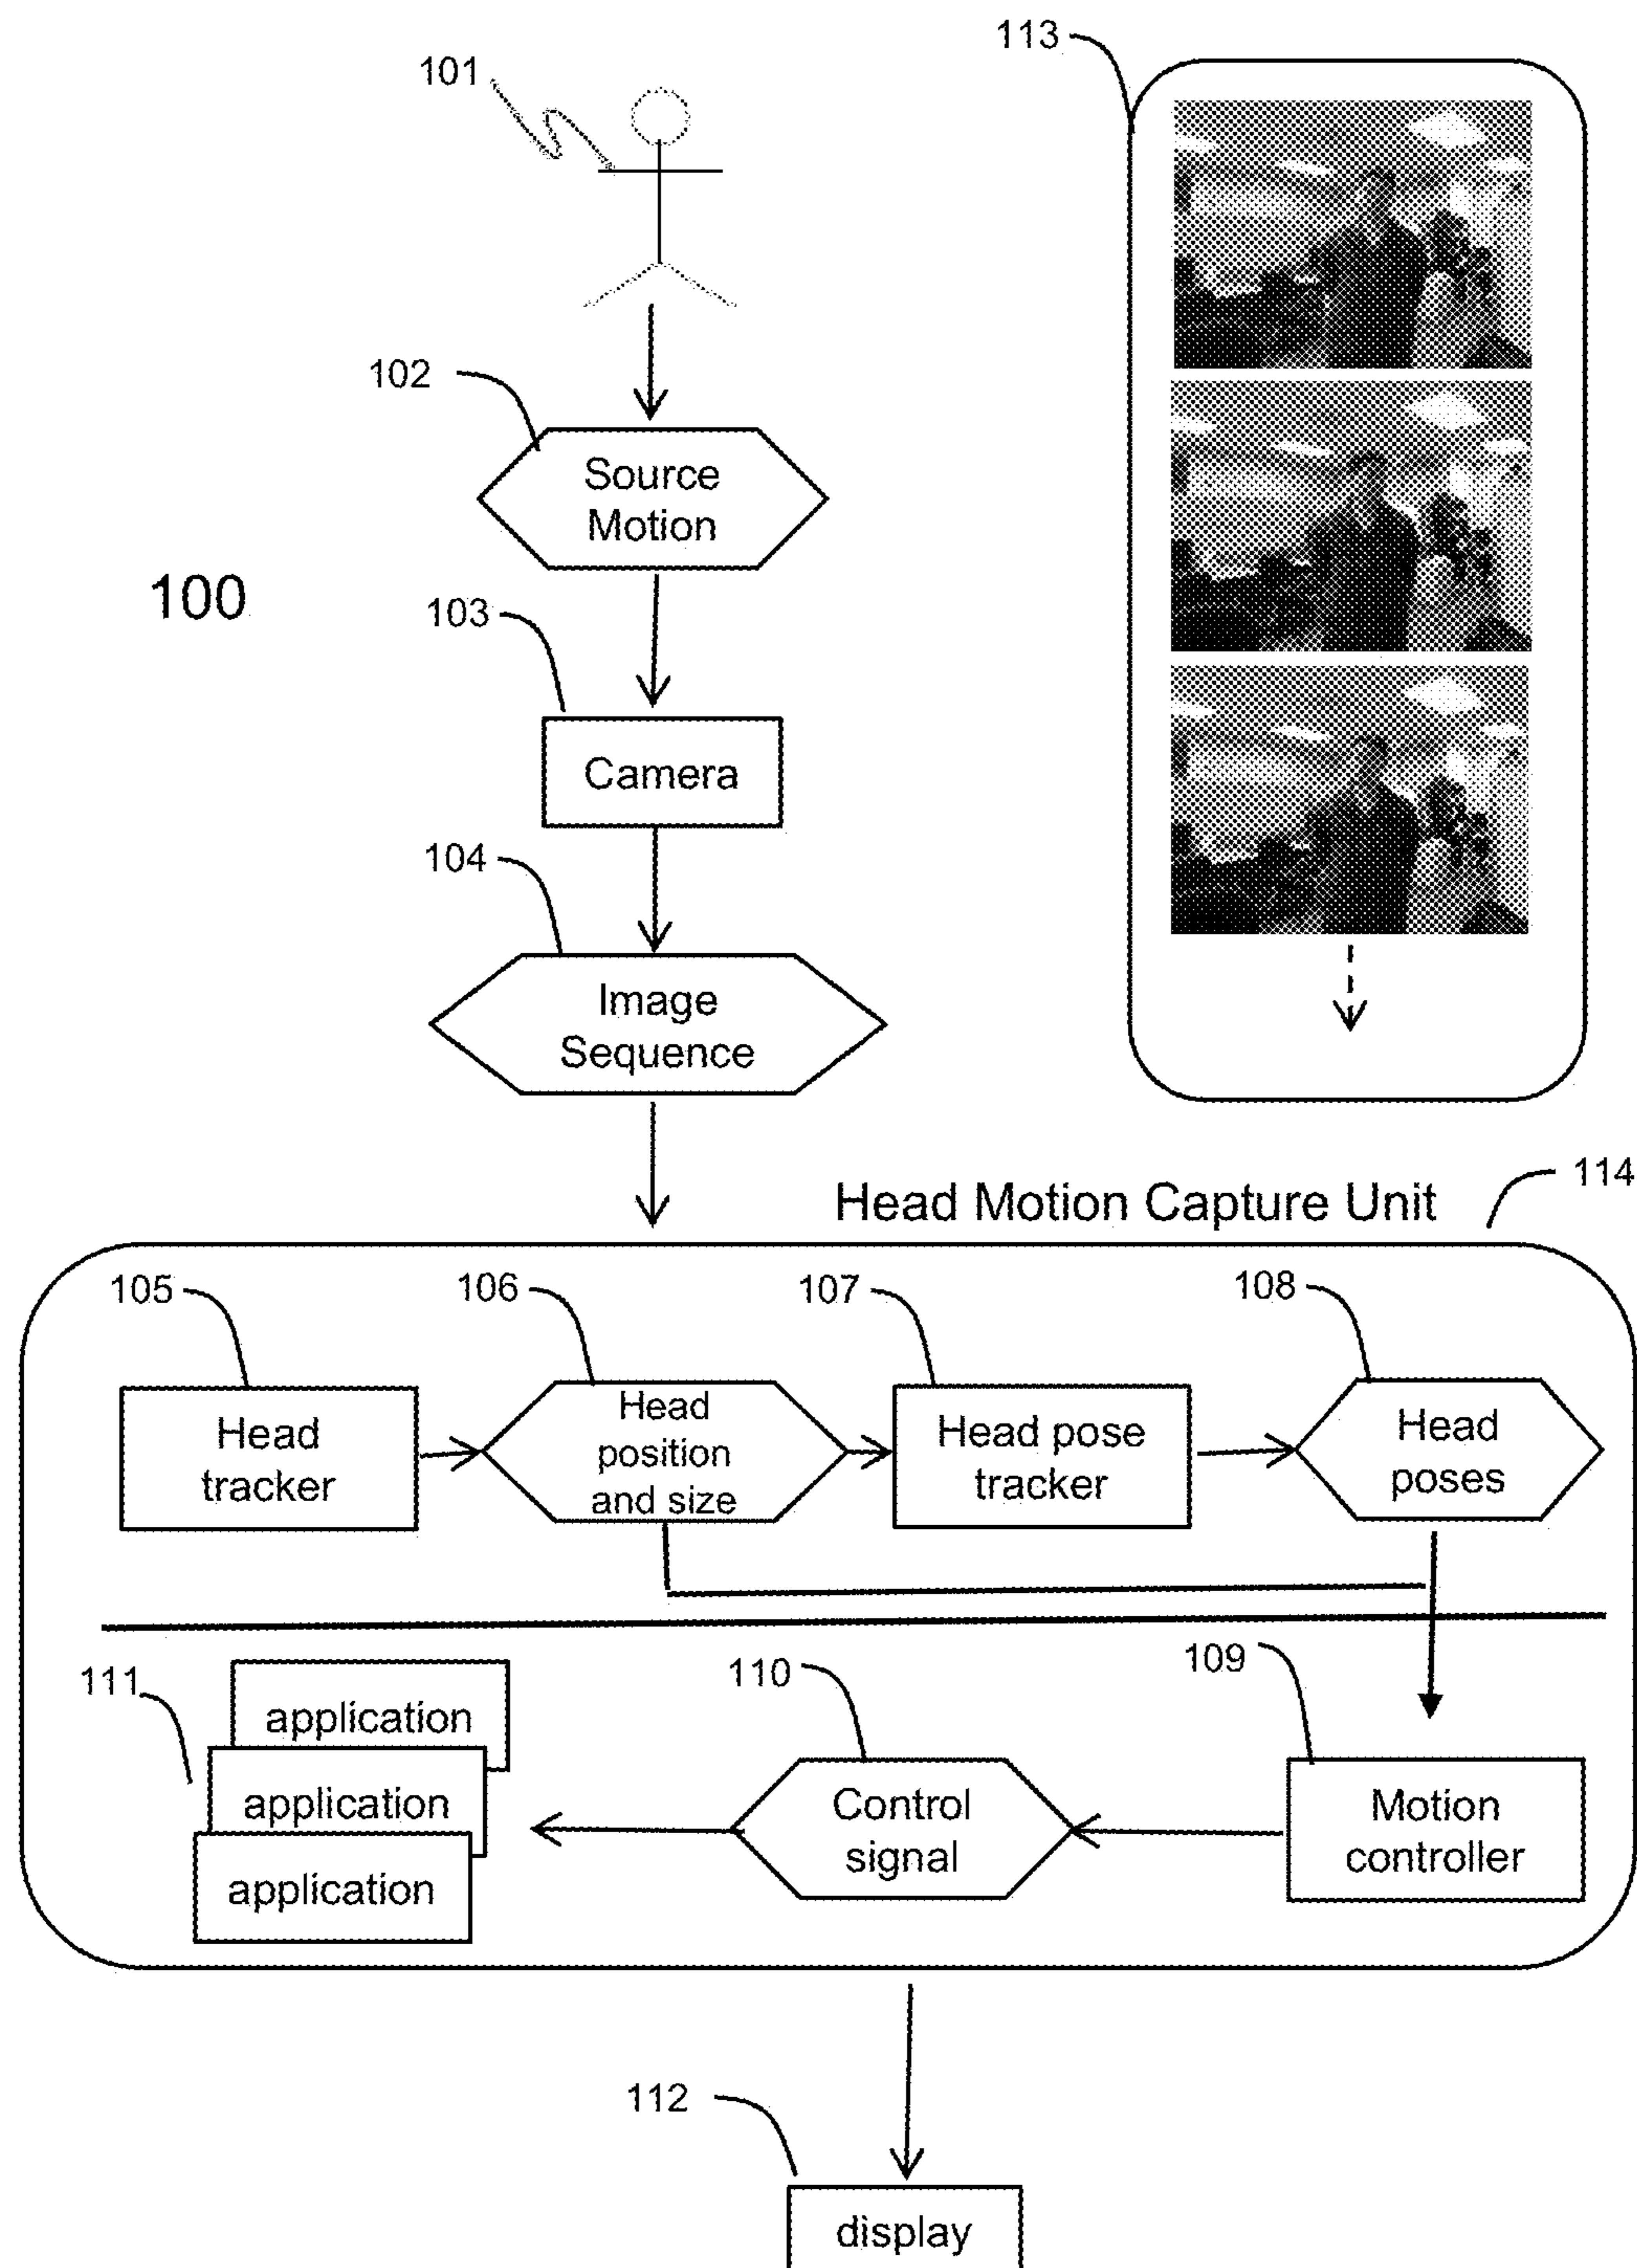 113
101
102
Source
Motion
100
103
Camera
104
Image
Sequence
114
Head Motion Capture Unit
105
106
107
108
Head
tracker
Head
position
and size
Head pose
tracker
Head
poses
111
110
109
application
application
application
Control
signal
Motion
controller
112
display